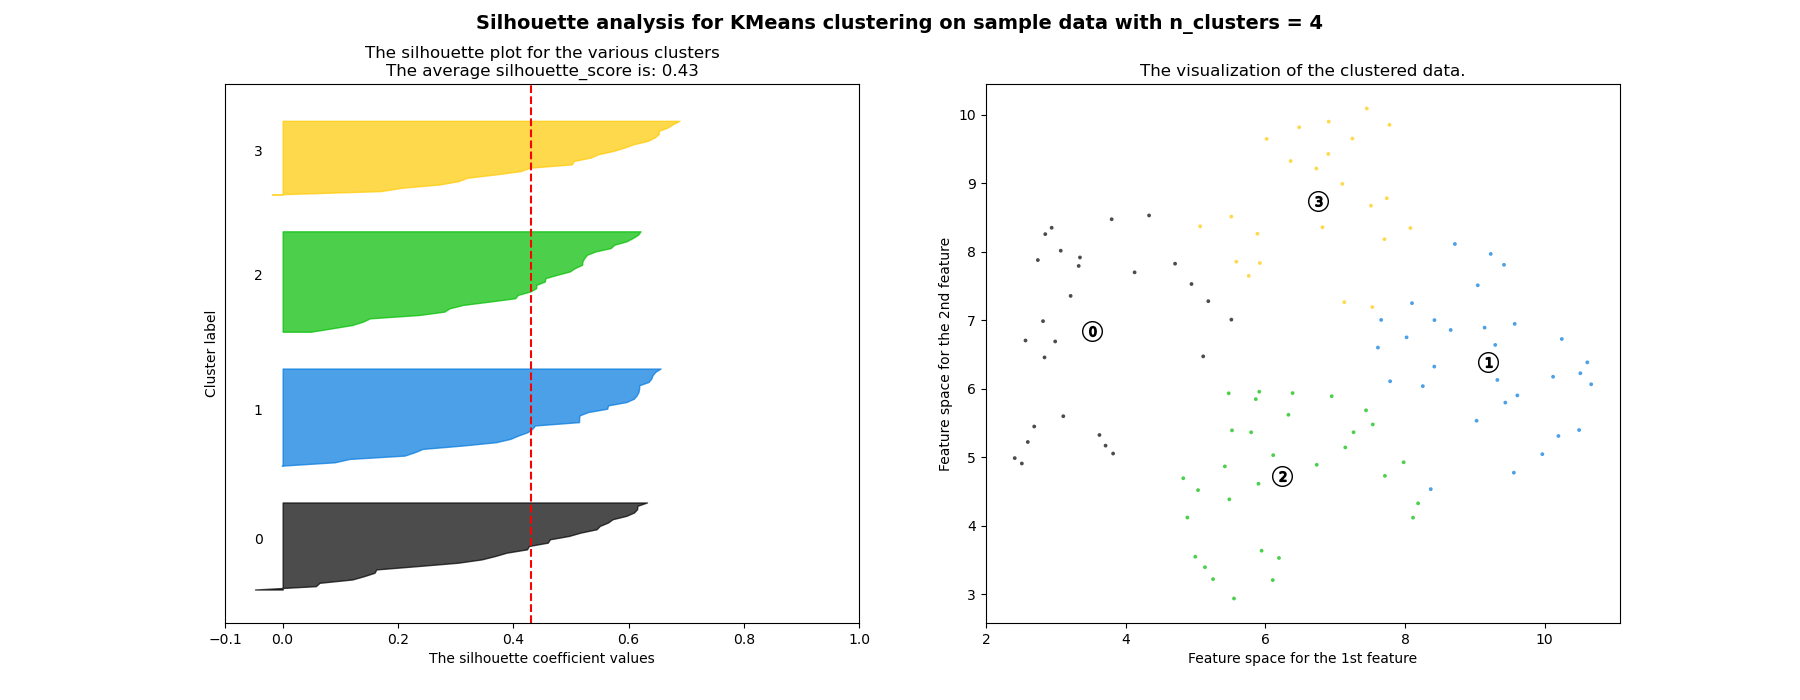 Silhouette analysis for KMeans clustering on sample data with n_clusters = 4
The silhouette plot for the various clusters
The average silhouette_score is: 0.43
3
2
1
0
Cluster label
−0.1 0.0 0.2 0.4 0.6 0.8 1.0
The silhouette coefficient values
The visualization of the clustered data.
10
9
8
7
6
5
4
3
Feature space for the 2nd feature
3
0
1
2
2 4 6 8 10
Feature space for the 1st feature